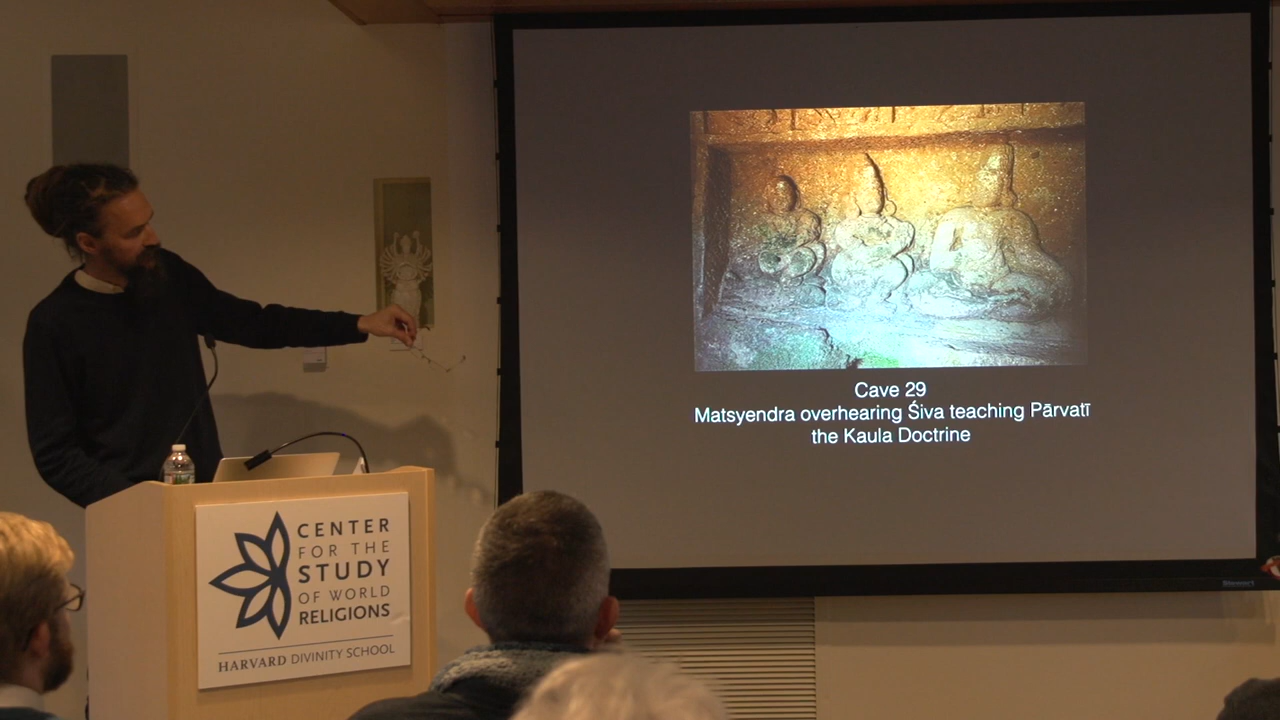 Cave 29
Matsyendra overhearing Śiva teaching Pārvatī
the Kaula Doctrine
CENTER
FOR THE
STUDY
OF WORLD
RELIGIONS
HARVARD DIVINITY SCHOOL